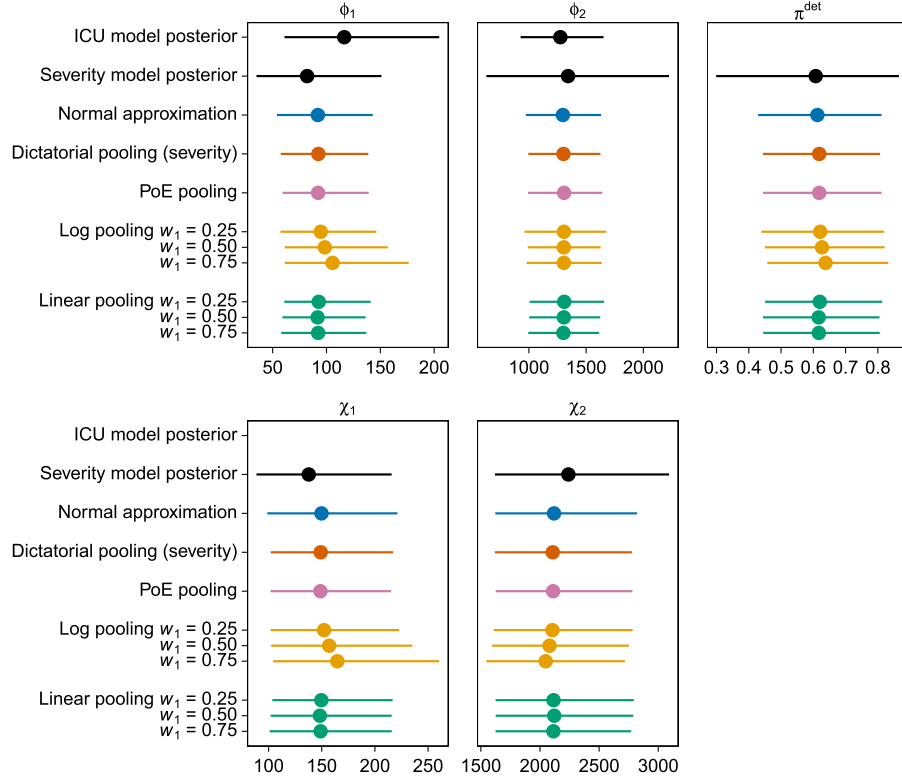 ϕ1 ϕ2 π^det
ICU model posterior
Severity model posterior
Normal approximation
Dictatorial pooling (severity)
PoE pooling
Log pooling w1 = 0.25
w1 = 0.50
w1 = 0.75
Linear pooling w1 = 0.25
w1 = 0.50
w1 = 0.75
50 100 150 200 1000 1500 2000 0.3 0.4 0.5 0.6 0.7 0.8
χ1 χ2
ICU model posterior
Severity model posterior
Normal approximation
Dictatorial pooling (severity)
PoE pooling
Log pooling w1 = 0.25
w1 = 0.50
w1 = 0.75
Linear pooling w1 = 0.25
w1 = 0.50
w1 = 0.75
100 150 200 250 1500 2000 2500 3000